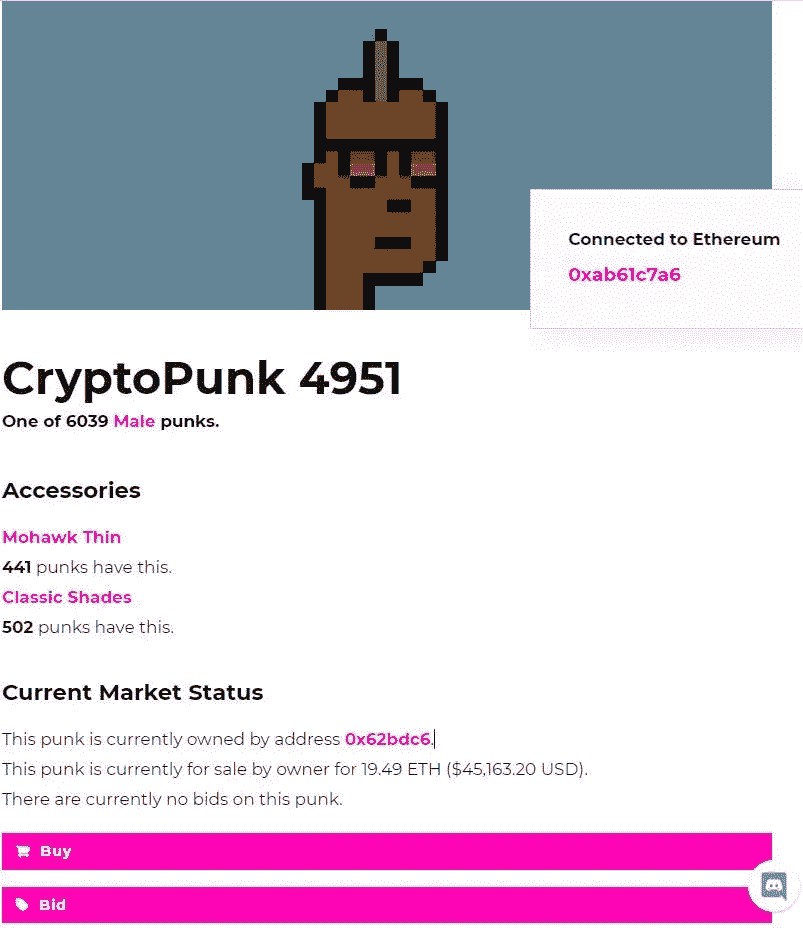 Connected to Ethereum
0xab61c7a6
CryptoPunk 4951
One of 6039 Male punks.
Accessories
Mohawk Thin
441 punks have this.
Classic Shades
502 punks have this.
Current Market Status
This punk is currently owned by address 0x62bdc6.
This punk is currently for sale by owner for 19.49 ETH ($45,163.20 USD).
There are currently no bids on this punk.
Buy
Bid